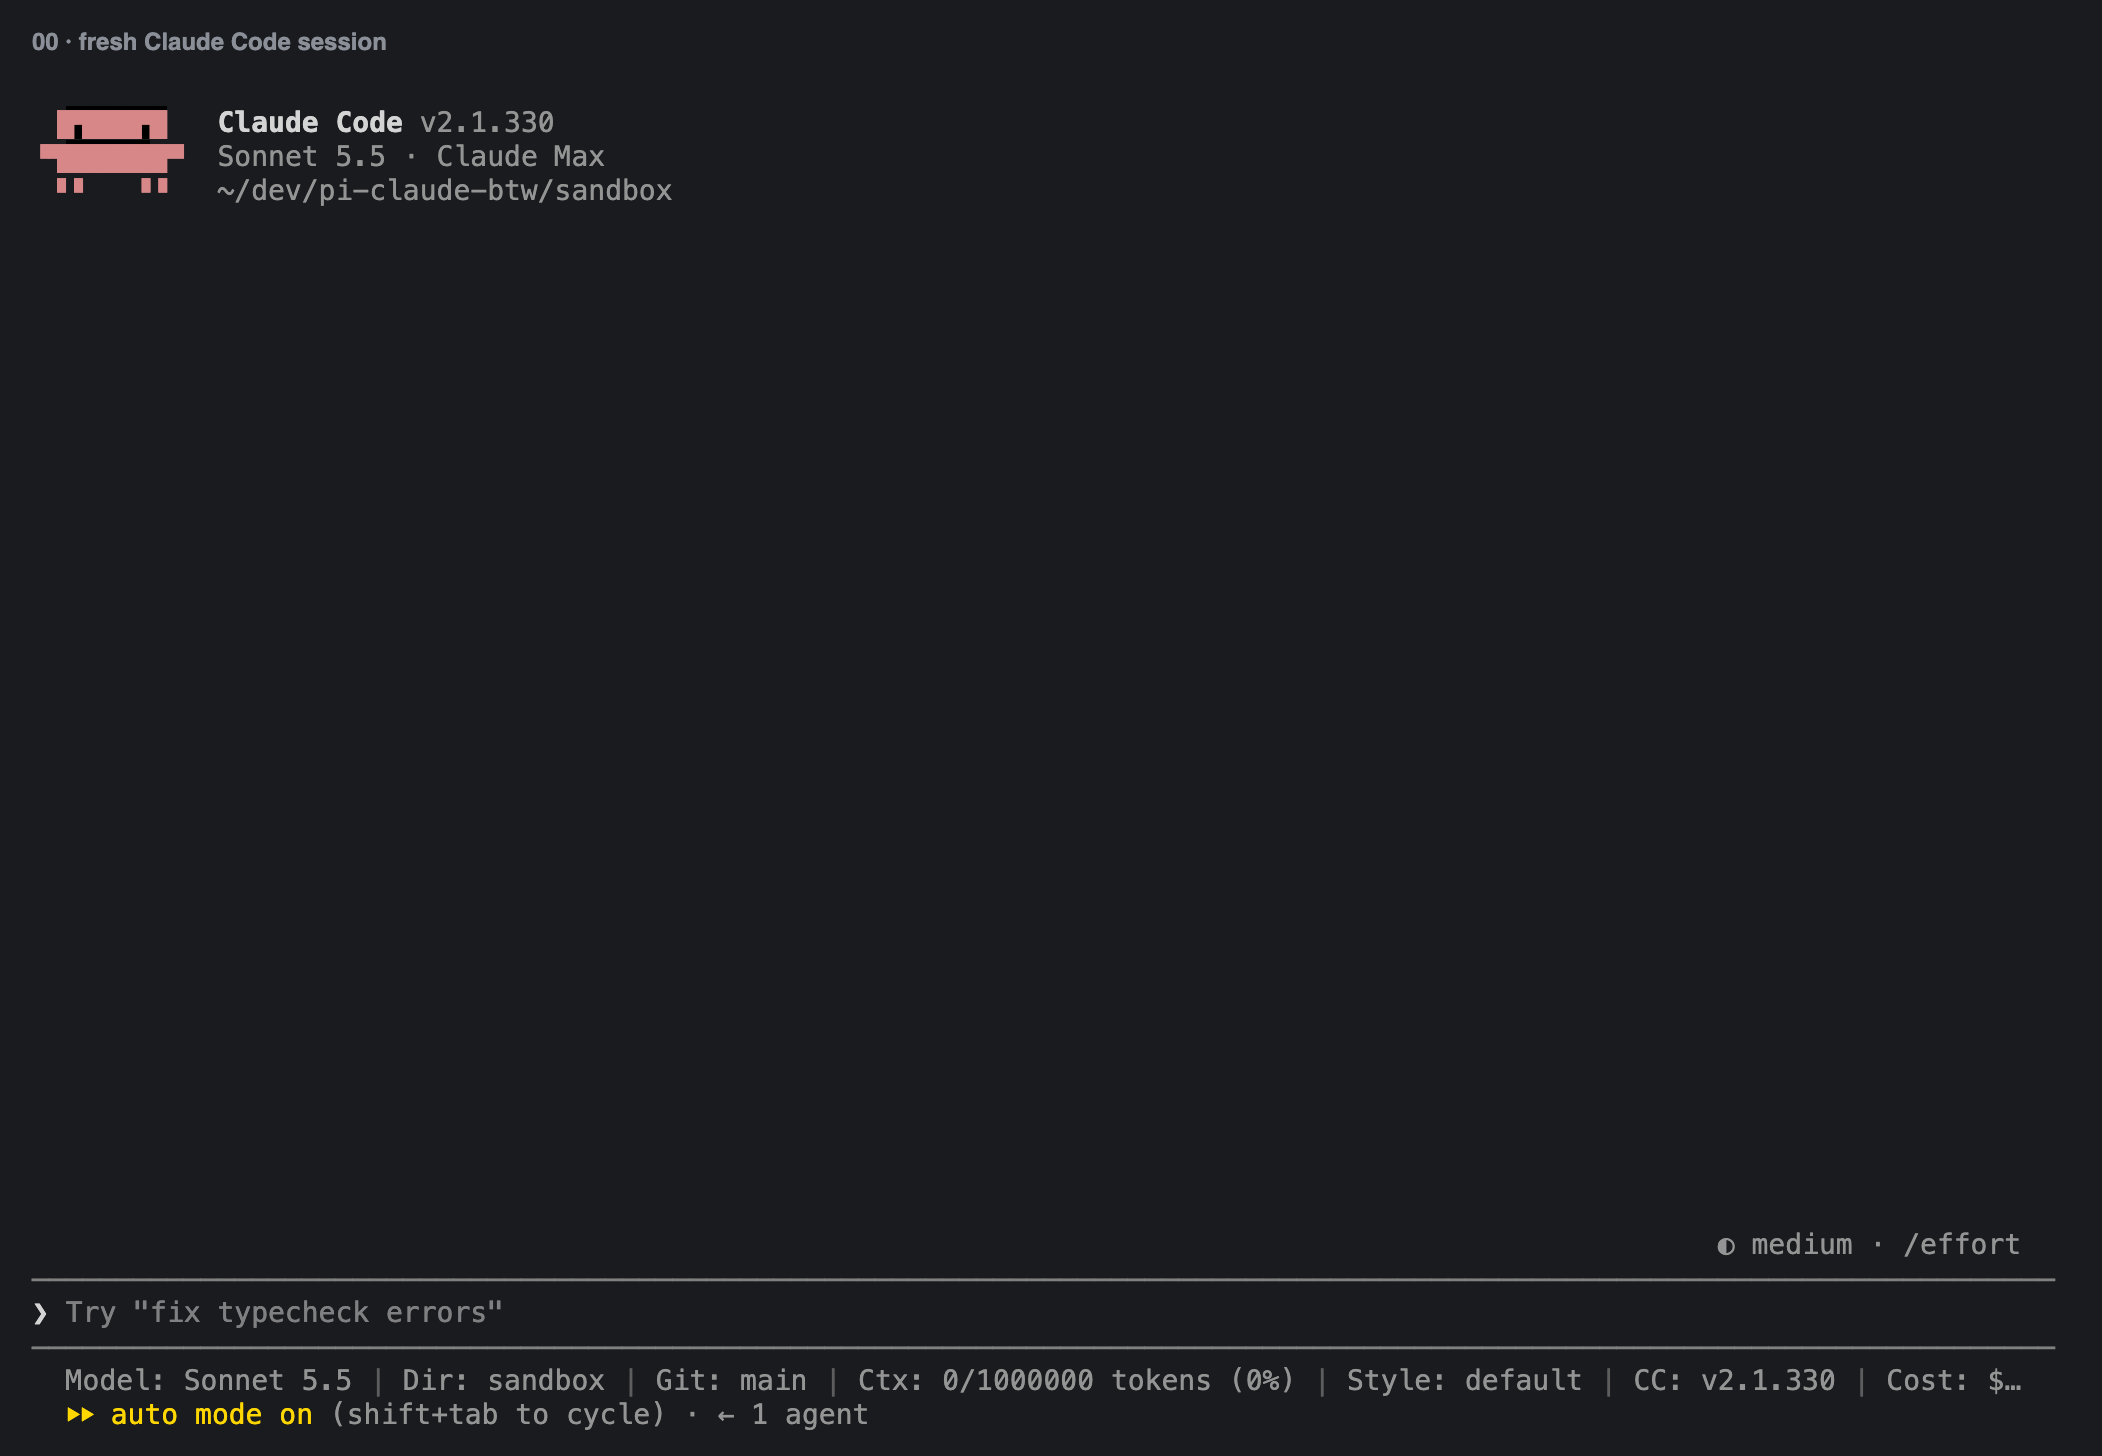 00 · fresh Claude Code session
Claude Code v2.1.330
Sonnet 5.5 · Claude Max
~/dev/pi-claude-btw/sandbox
◐ medium · /effort
❯ Try "fix typecheck errors"
Model: Sonnet 5.5 | Dir: sandbox | Git: main | Ctx: 0/1000000 tokens (0%) | Style: default | CC: v2.1.330 | Cost: $…
⏵⏵ auto mode on (shift+tab to cycle) · ← 1 agent